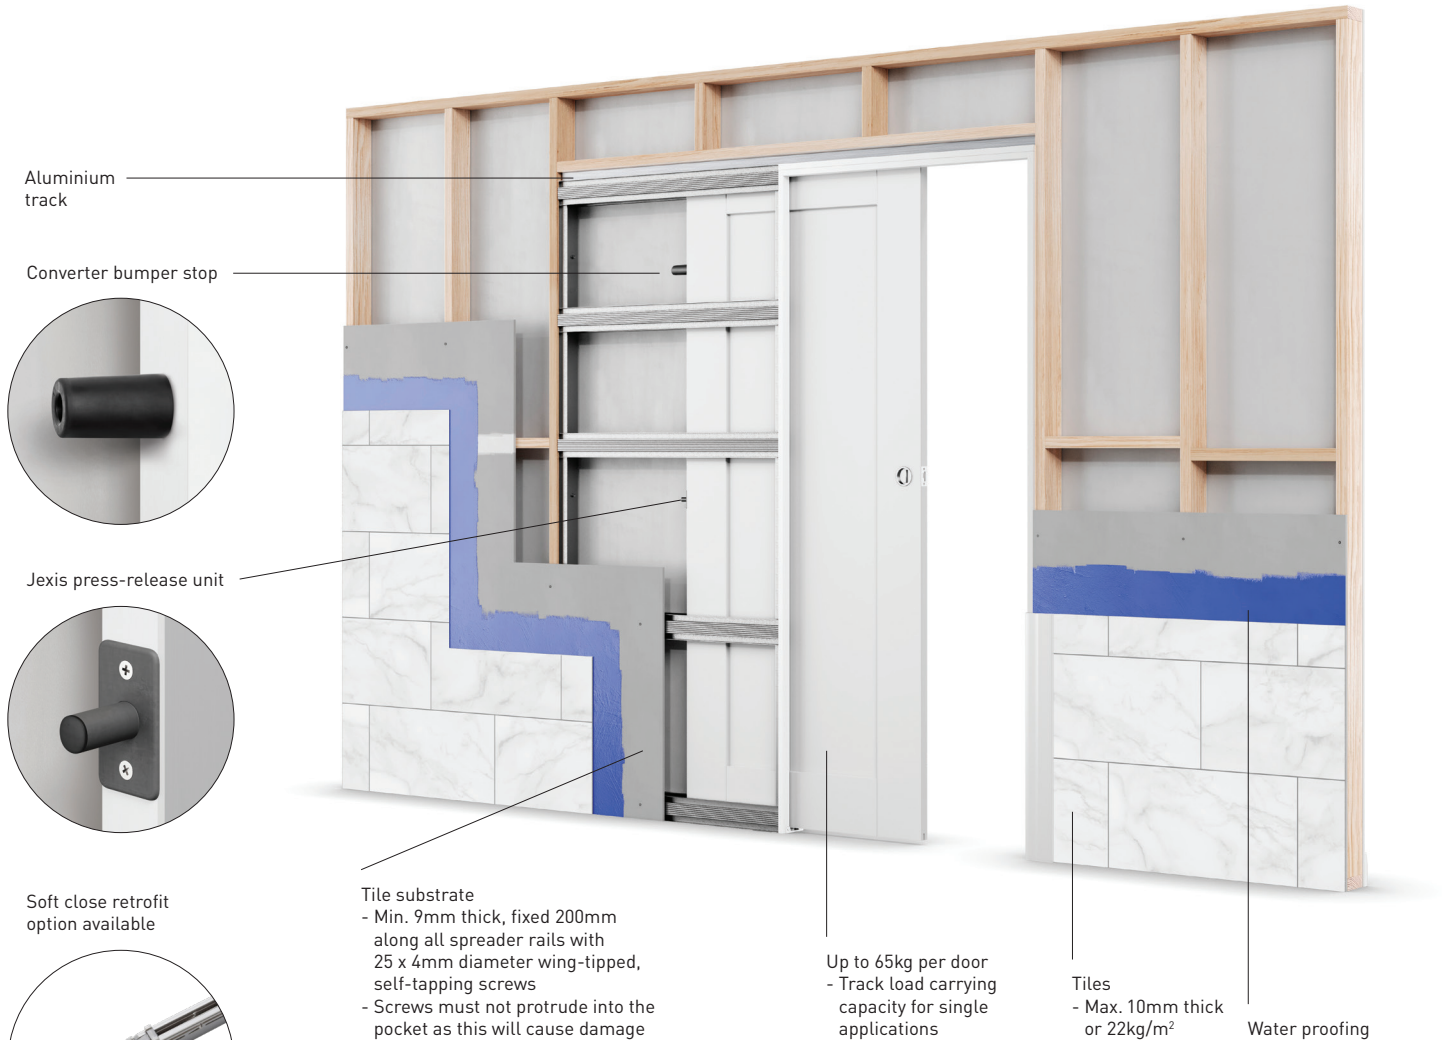 Aluminium
track
Converter bumper stop
Jexis press-release unit
Soft close retrofit
option available
Tile substrate
- Min. 9mm thick, fixed 200mm
along all spreader rails with
25 x 4mm diameter wing-tipped,
self-tapping screws
- Screws must not protrude into the
pocket as this will cause damage
Up to 65kg per door
- Track load carrying
capacity for single
applications
Tiles
- Max. 10mm thick
or 22kg/m²
Water proofing